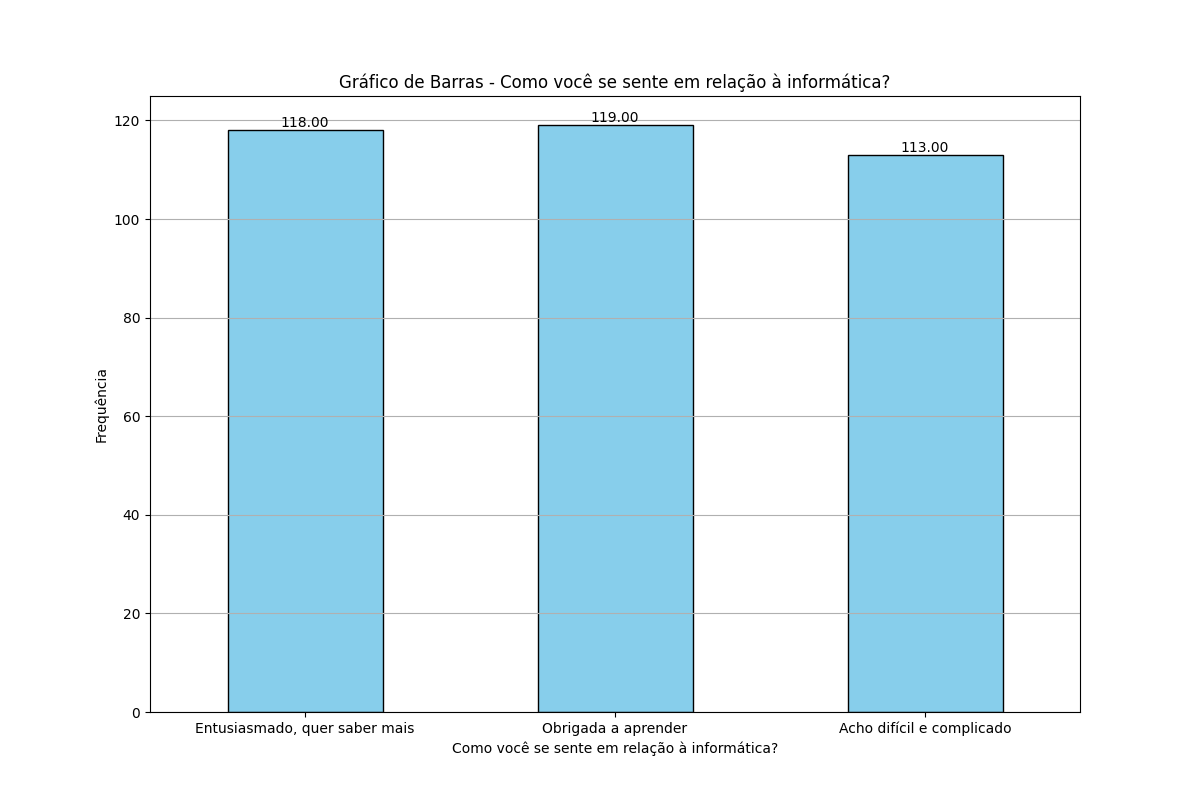 Gráfico de Barras - Como você se sente em relação à informática?
118.00
119.00
113.00
120
100
80
60
40
20
0
Frequência
Entusiasmado, quer saber mais
Obrigada a aprender
Acho difícil e complicado
Como você se sente em relação à informática?